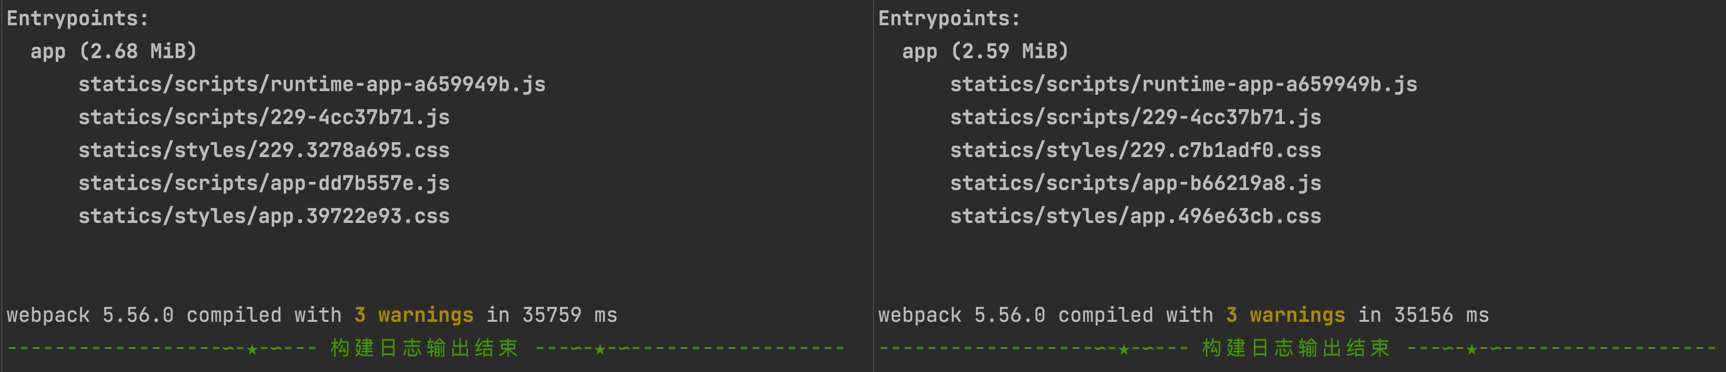 Entrypoints:
app (2.68 MiB)
statics/scripts/runtime-app-a659949b.js
statics/scripts/229-4cc37b71.js
statics/styles/229.3278a695.css
statics/scripts/app-dd7b557e.js
statics/styles/app.39722e93.css
webpack 5.56.0 compiled with 3 warnings in 35759 ms
------------------~-★-~--- 构建日志输出结束 ---~-★-~------------------
Entrypoints:
app (2.59 MiB)
statics/scripts/runtime-app-a659949b.js
statics/scripts/229-4cc37b71.js
statics/styles/229.c7b1adf0.css
statics/scripts/app-b66219a8.js
statics/styles/app.496e63cb.css
webpack 5.56.0 compiled with 3 warnings in 35156 ms
------------------~-★-~--- 构建日志输出结束 ---~-★-~------------------